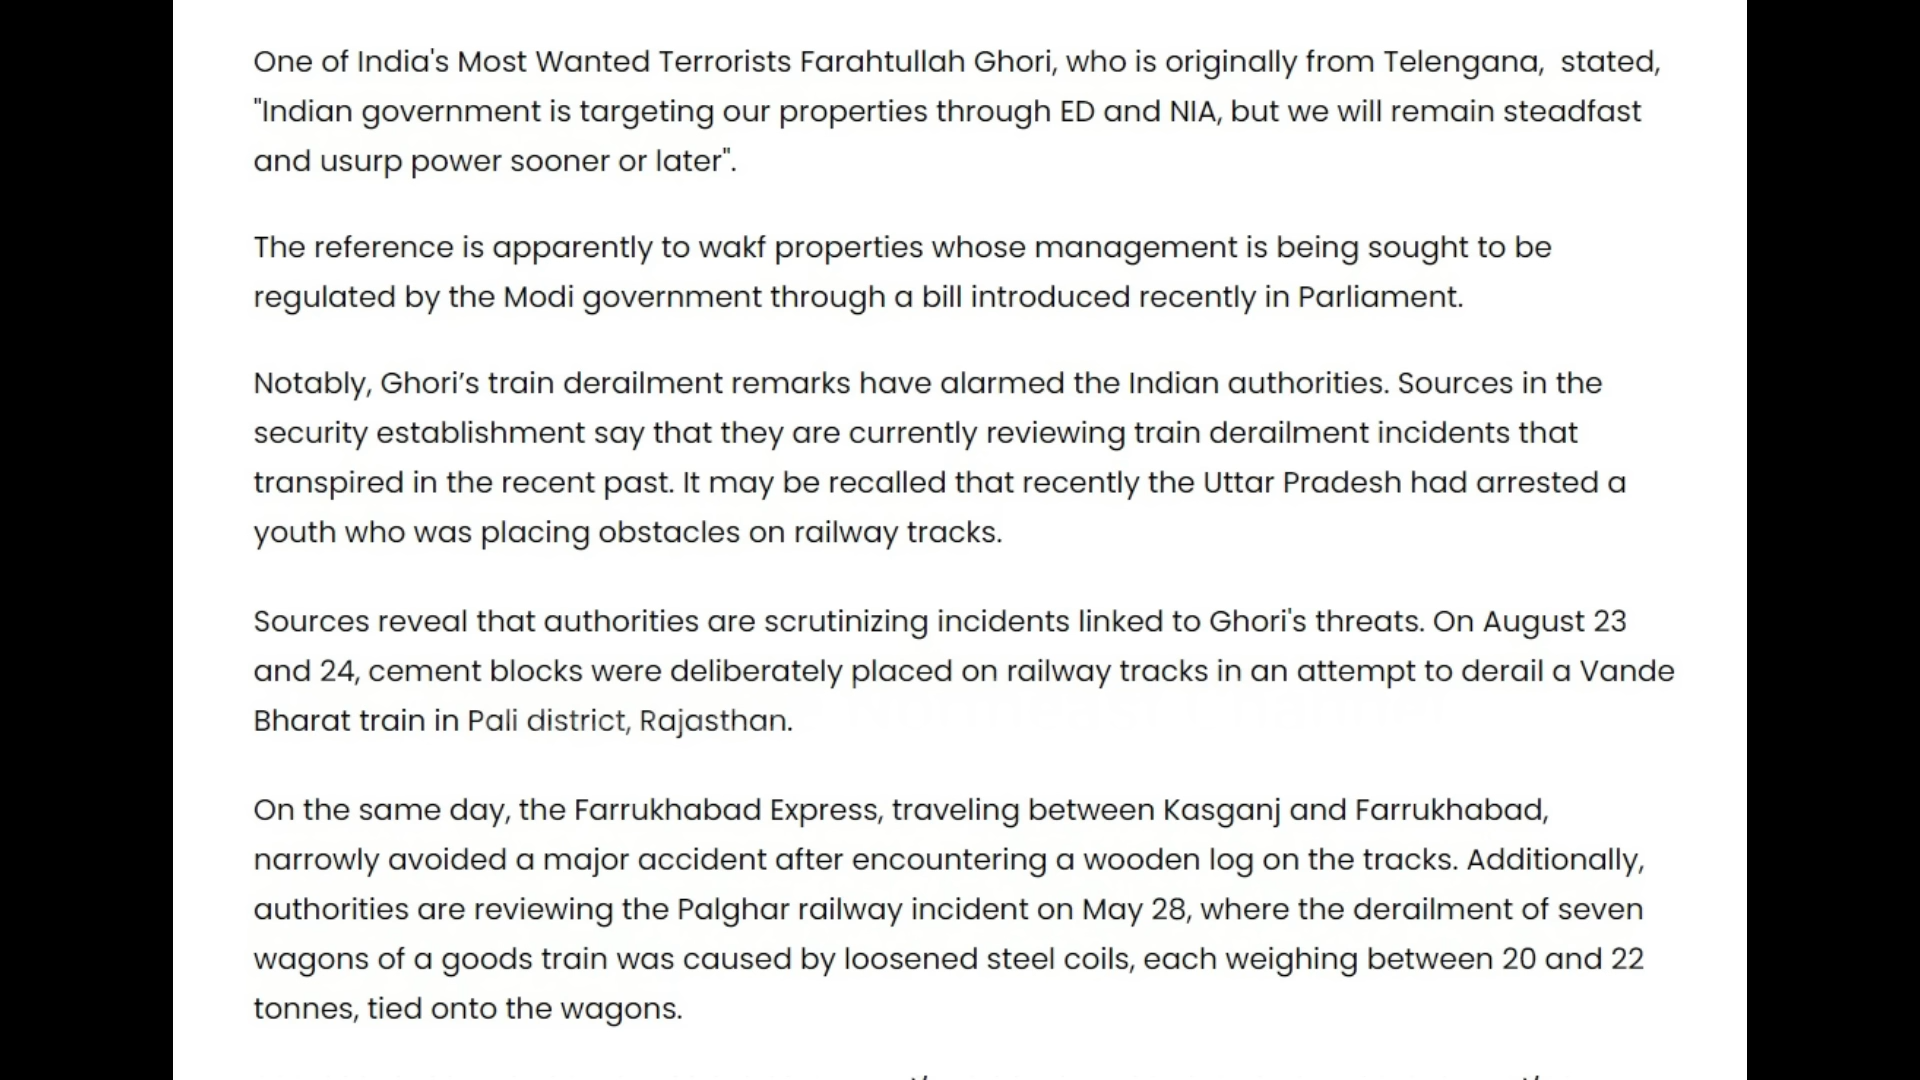 One of India's Most Wanted Terrorists Farahtullah Ghori, who is originally from Telengana,  stated,
"Indian government is targeting our properties through ED and NIA, but we will remain steadfast
and usurp power sooner or later".
The reference is apparently to wakf properties whose management is being sought to be
regulated by the Modi government through a bill introduced recently in Parliament.
Notably, Ghori’s train derailment remarks have alarmed the Indian authorities. Sources in the
security establishment say that they are currently reviewing train derailment incidents that
transpired in the recent past. It may be recalled that recently the Uttar Pradesh had arrested a
youth who was placing obstacles on railway tracks.
Sources reveal that authorities are scrutinizing incidents linked to Ghori's threats. On August 23
and 24, cement blocks were deliberately placed on railway tracks in an attempt to derail a Vande
Bharat train in Pali district, Rajasthan.
On the same day, the Farrukhabad Express, traveling between Kasganj and Farrukhabad,
narrowly avoided a major accident after encountering a wooden log on the tracks. Additionally,
authorities are reviewing the Palghar railway incident on May 28, where the derailment of seven
wagons of a goods train was caused by loosened steel coils, each weighing between 20 and 22
tonnes, tied onto the wagons.